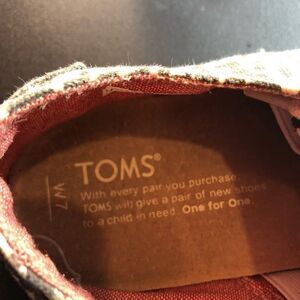 TOMS®
W7
With every pair you purchase,
TOMS will give a pair of new shoes
to a child in need. One for One.